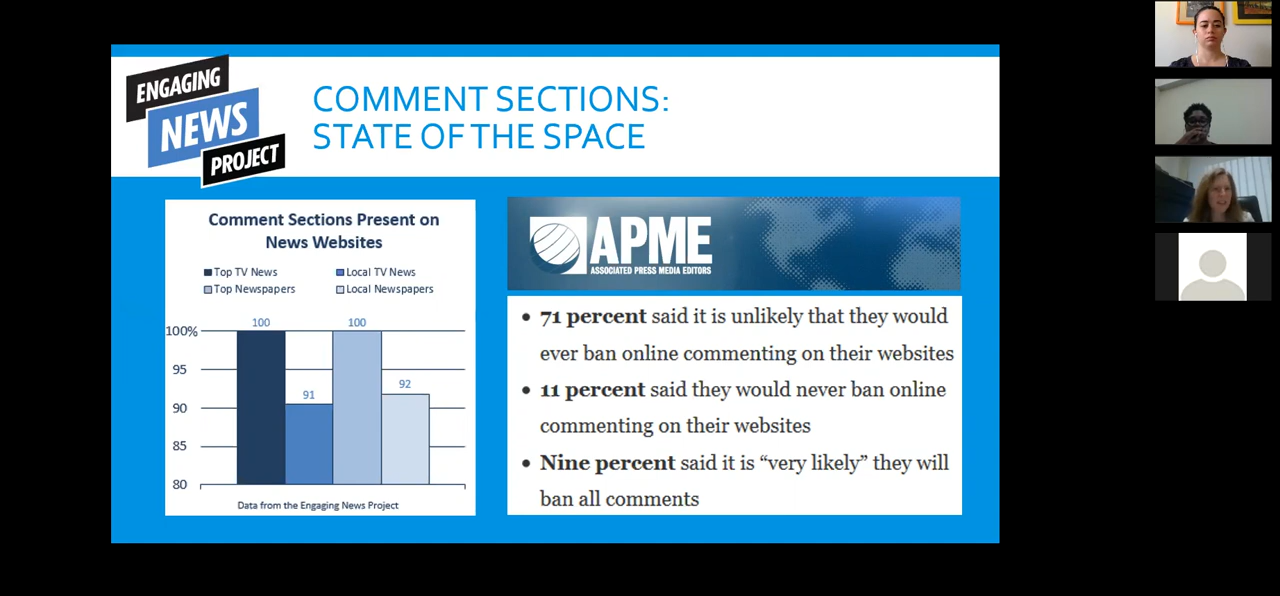 ENGAGING
NEWS
PROJECT
COMMENT SECTIONS:
STATE OF THE SPACE
Comment Sections Present on
News Websites
Top TV News
Local TV News
Top Newspapers
Local Newspapers
100 100
100%
95
91 92
90
85
80
Data from the Engaging News Project
APME
ASSOCIATED PRESS MEDIA EDITORS
• 71 percent said it is unlikely that they would
ever ban online commenting on their websites
• 11 percent said they would never ban online
commenting on their websites
• Nine percent said it is “very likely” they will
ban all comments